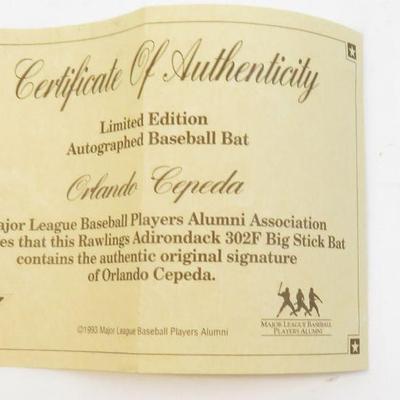 Certificate Of Authenticity
Limited Edition
Autographed Baseball Bat
Orlando Cepeda
ajor League Baseball Players Alumni Association
es that this Rawlings Adirondack 302F Big Stick Bat
contains the authentic original signature
of Orlando Cepeda.
©1993 Major League Baseball Players Alumni
MAJOR LEAGUE BASEBALL
PLAYERS ALUMNI